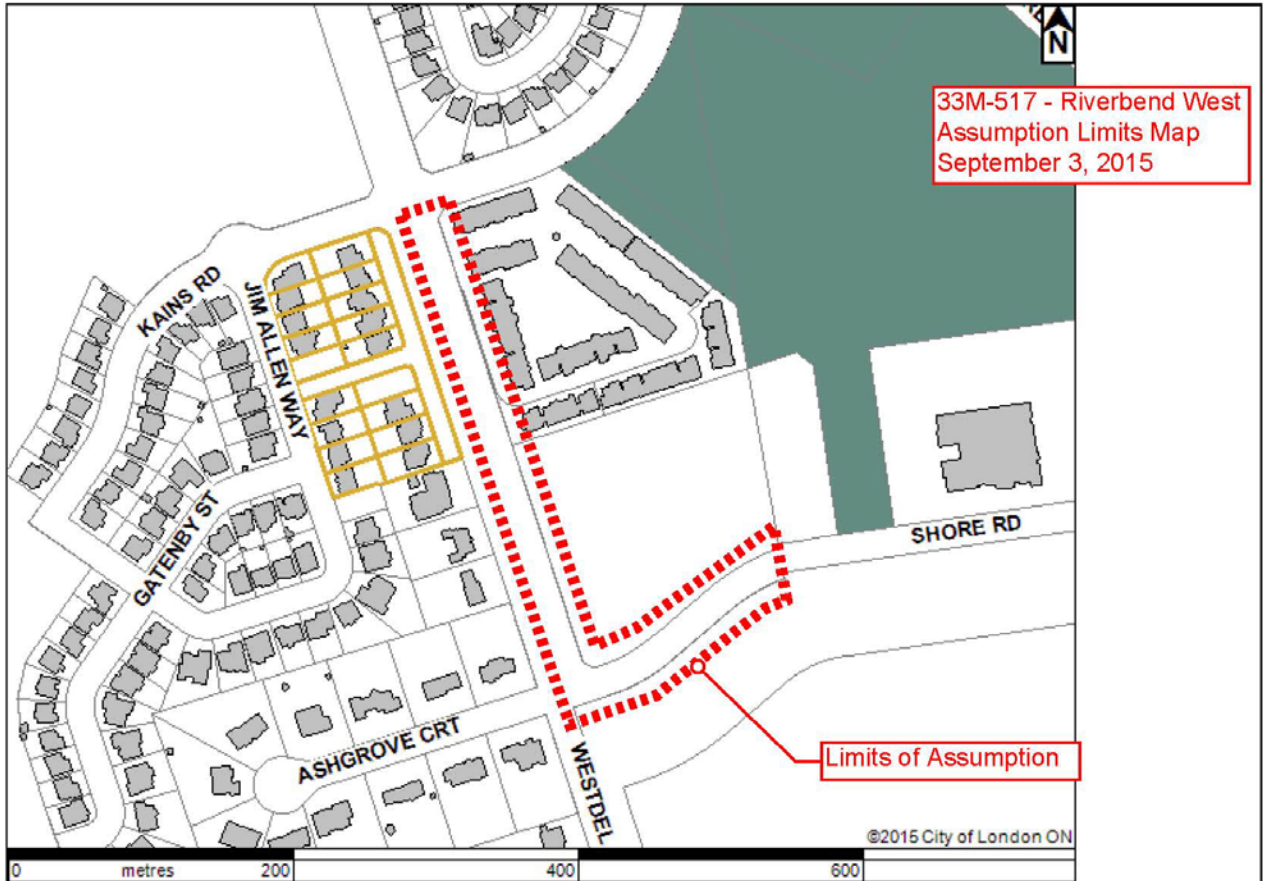 N
33M-517 - Riverbend West
Assumption Limits Map
September 3, 2015
KAINS RD
JIM ALLEN WAY
GATENBY ST
SHORE RD
ASHGROVE CRT
WESTDEL
Limits of Assumption
©2015 City of London ON
0 metres 200 400 600